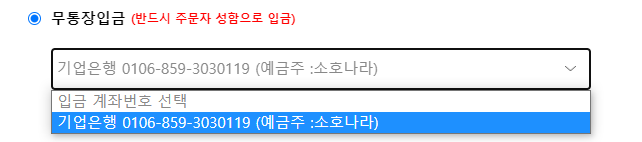 무통장입금 (반드시 주문자 성함으로 입금)
기업은행 0106-859-3030119 (예금주 :소호나라)
입금 계좌번호 선택
기업은행 0106-859-3030119 (예금주 :소호나라)